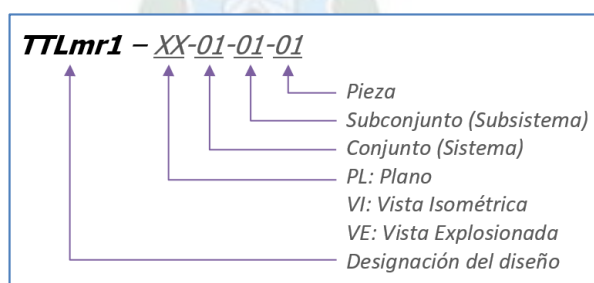 TTLmr1 – XX-01-01-01
Pieza
Subconjunto (Subsistema)
Conjunto (Sistema)
PL: Plano
VI: Vista Isométrica
VE: Vista Explosionada
Designación del diseño